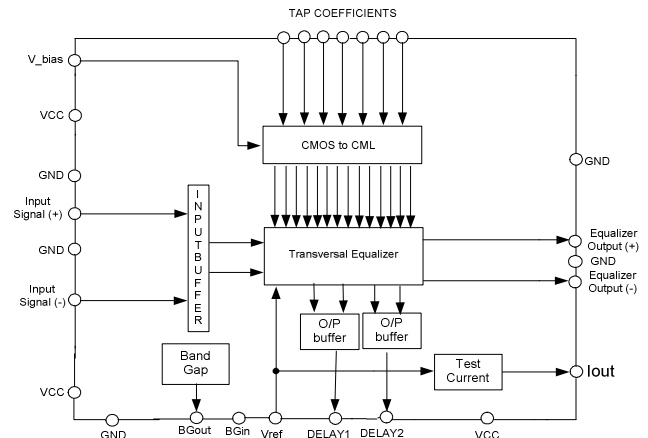 TAP COEFFICIENTS
V_bias
VCC
CMOS to CML
GND
GND
Input
Signal (+)
INPUTBUFFER
GND
Transversal Equalizer
Equalizer
Output (+)
GND
Equalizer
Output (-)
Input
Signal (-)
O/P
buffer
O/P
buffer
Band
Gap
Test
Current
Iout
VCC
GND
BGout
BGin
Vref
DELAY1
DELAY2
VCC